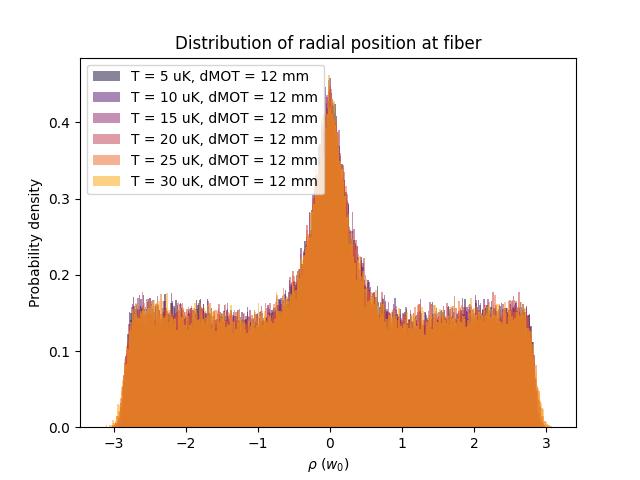 Distribution of radial position at fiber
T = 5 uK, dMOT = 12 mm
T = 10 uK, dMOT = 12 mm
T = 15 uK, dMOT = 12 mm
T = 20 uK, dMOT = 12 mm
T = 25 uK, dMOT = 12 mm
T = 30 uK, dMOT = 12 mm
Probability density
0.4
0.3
0.2
0.1
0.0
−3 −2 −1 0 1 2 3
ρ (w₀)